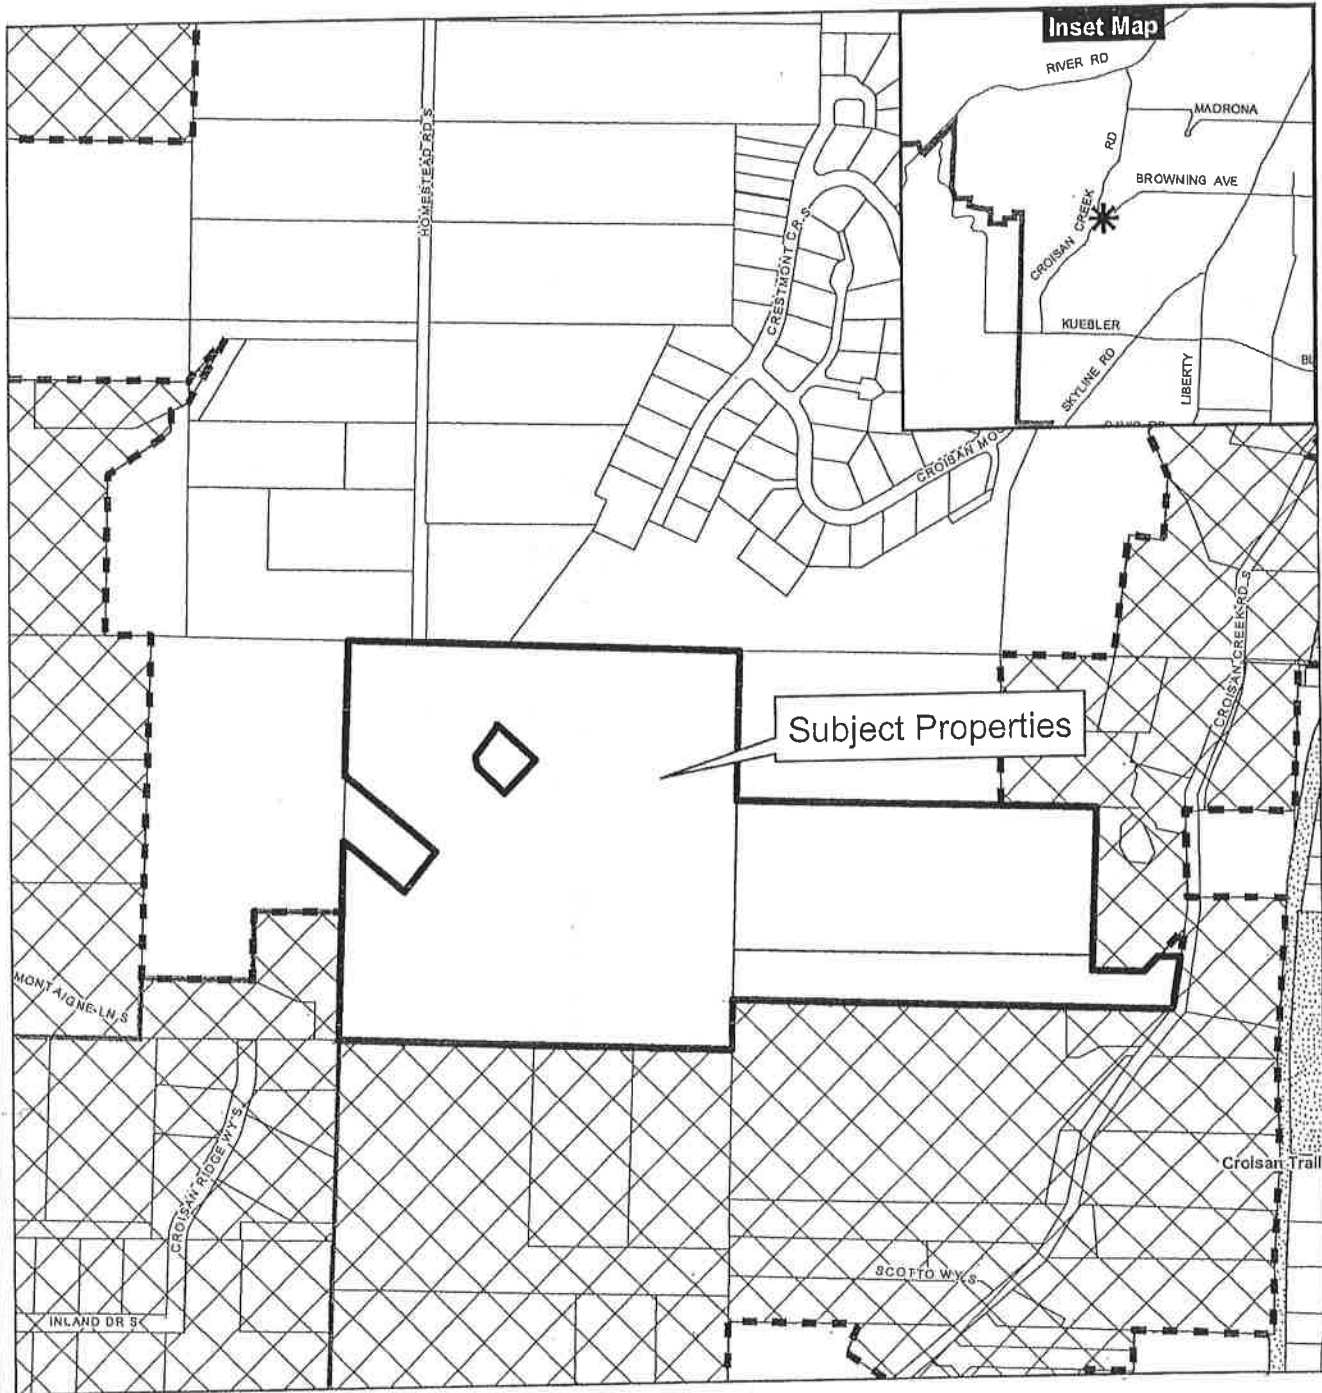 Inset Map
RIVER RD
MADRONA
RD
BROWNING AVE
CROISAN CREEK
KUEBLER
SKYLINE RD
LIBERTY
HOMESTEAD RD S
CRESTMONT CR S
CROISAN
CROISAN CREEK RD S
Subject Properties
MONTAIGNE LN S
CROISAN RIDGE WY S
Croisan Trail
SCOTTO WY S
INLAND DR S